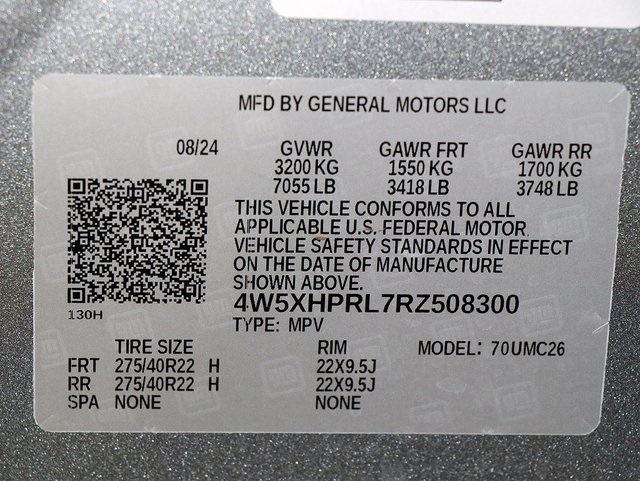 MFD BY GENERAL MOTORS LLC
08/24 GVWR GAWR FRT GAWR RR
3200 KG 1550 KG 1700 KG
7055 LB 3418 LB 3748 LB
THIS VEHICLE CONFORMS TO ALL
APPLICABLE U.S. FEDERAL MOTOR
VEHICLE SAFETY STANDARDS IN EFFECT
ON THE DATE OF MANUFACTURE
SHOWN ABOVE.
4W5XHPRL7RZ508300
130H
TYPE: MPV
TIRE SIZE RIM MODEL: 70UMC26
FRT 275/40R22 H 22X9.5J
RR 275/40R22 H 22X9.5J
SPA NONE NONE